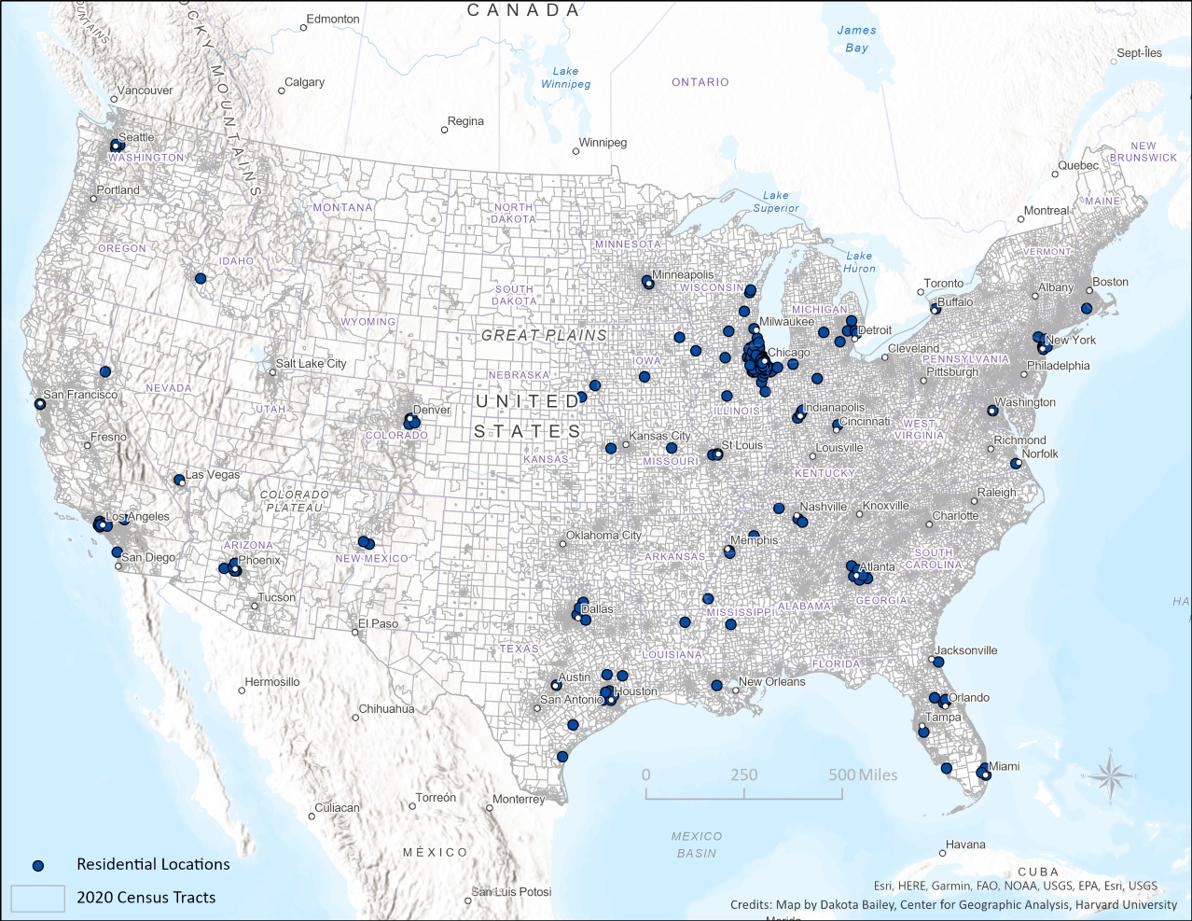 CANADA
Edmonton
OUNTAINS
OCKY MOUNTAINS
James
Bay
Sept-Îles
Lake
Winnipeg
ONTARIO
Calgary
Vancouver
Regina
Winnipeg
Seattle
WASHINGTON
NEW
BRUNSWICK
Quebec
Portland
MONTANA
NORTH
DAKOTA
Lake
Superior
MAINE
Montreal
OREGON
IDAHO
MINNESOTA
VERMONT
Lake
Huron
Minneapolis
WISCONSIN
Toronto
Albany
Boston
SOUTH
DAKOTA
Buffalo
MICHIGAN
WYOMING
Milwaukee
GREAT PLAINS
Detroit
New York
Chicago
Cleveland
PENNSYLVANIA
IOWA
Salt Lake City
Pittsburgh
Philadelphia
NEBRASKA
NEVADA
San Francisco
UNITED
STATES
UTAH
Denver
ILLINOIS
Indianapolis
Washington
Cincinnati
WEST
VIRGINIA
COLORADO
Fresno
Kansas City
St Louis
Louisville
Richmond
Norfolk
KANSAS
MISSOURI
KENTUCKY
Las Vegas
COLORADO
PLATEAU
Raleigh
Nashville
Knoxville
Los Angeles
Charlotte
Oklahoma City
Memphis
ARIZONA
Phoenix
NEW MEXICO
ARKANSAS
SOUTH
CAROLINA
San Diego
Atlanta
Tucson
Dallas
MISSISSIPPI
ALABAMA
GEORGIA
HA
El Paso
TEXAS
LOUISIANA
Jacksonville
FLORIDA
Hermosillo
Austin
New Orleans
San Antonio
Houston
Orlando
Chihuahua
Tampa
Miami
0 250 500 Miles
Torreón
Monterrey
Culiacan
MEXICO
BASIN
MÉXICO
Havana
Residential Locations
CUBA
Esri, HERE, Garmin, FAO, NOAA, USGS, EPA, Esri, USGS
San Luis Potosi
2020 Census Tracts
Credits: Map by Dakota Bailey, Center for Geographic Analysis, Harvard University